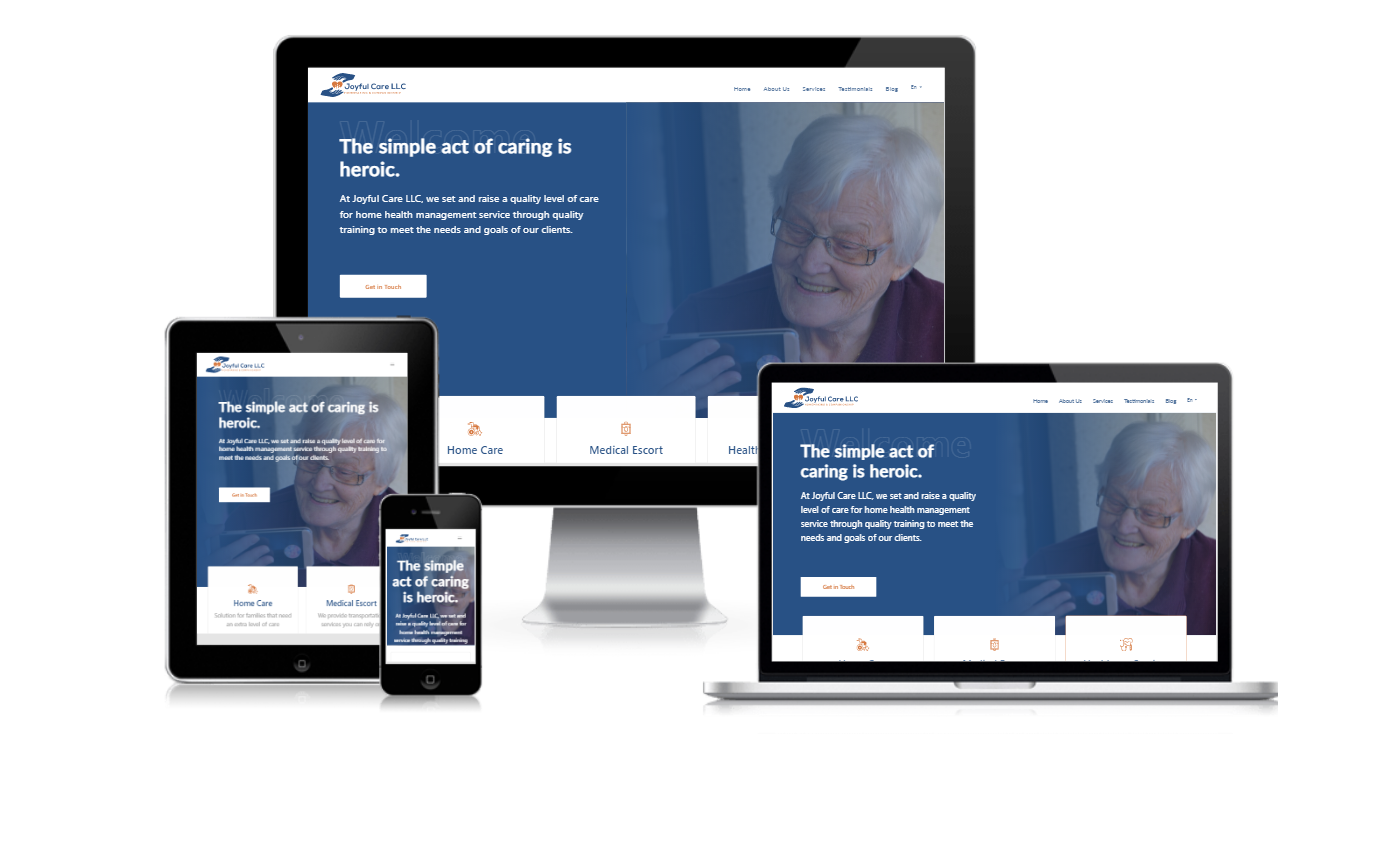 Joyful Care LLC
Home About Us Services Testimonials Blog En
Welcome
The simple act of caring is
heroic.
At Joyful Care LLC, we set and raise a quality level of care
for home health management service through quality
training to meet the needs and goals of our clients.
Get in Touch
Home Care
Medical Escort
Joyful Care LLC
Welcome
The simple act of caring is
heroic.
At Joyful Care LLC, we set and raise a quality level of care for
home health management service through quality training to
meet the needs and goals of our clients.
Get in Touch
Home Care
Solution for families that need
an extra level of care
Medical Escort
We provide transportat
services you can rely o
Joyful Care LLC
The simple
act of caring
is heroic.
At Joyful Care LLC, we set and
raise a quality level of care for
home health management
service through quality training
Joyful Care LLC
Home About Us Services Testimonials Blog En
Welcome
The simple act of
caring is heroic.
At Joyful Care LLC, we set and raise a quality
level of care for home health management
service through quality training to meet the
needs and goals of our clients.
Get in Touch